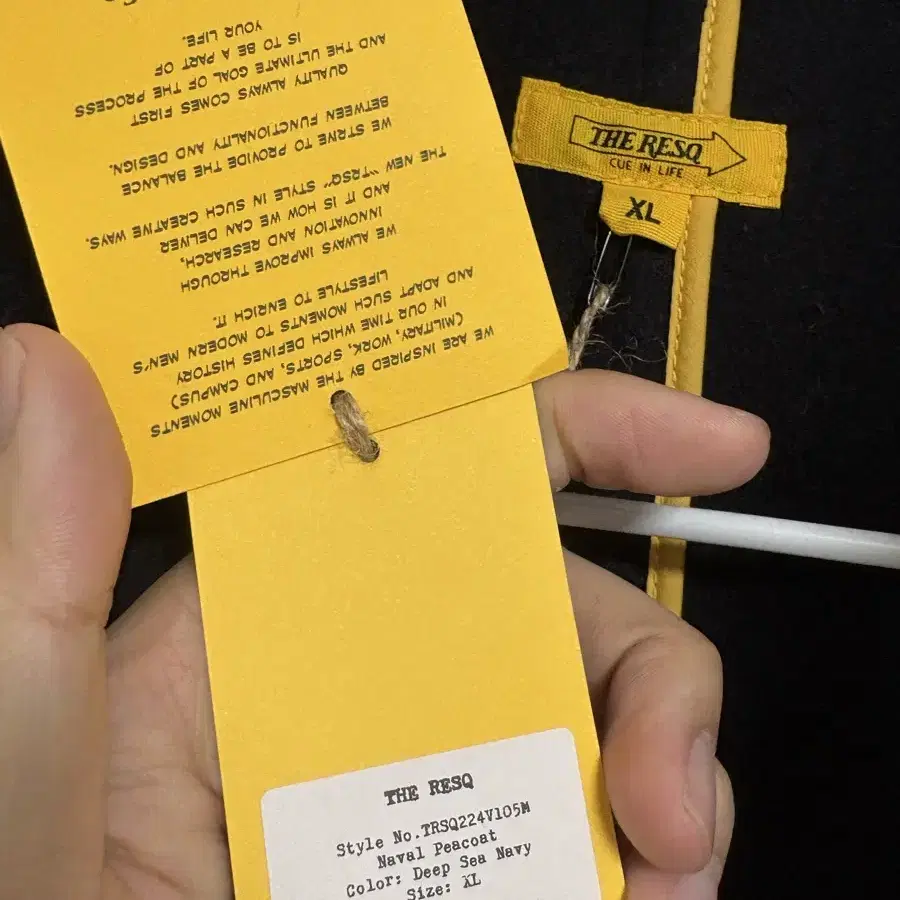 WE ARE INSPIRED BY THE MASCULINE MOMENTS
(MILITARY, WORK, SPORTS, AND CAMPUS)
IN OUR TIME WHICH DEFINES HISTORY
AND ADAPT SUCH MOMENTS TO MODERN MEN'S
LIFESTYLE TO ENRICH IT.
WE ALWAYS IMPROVE THROUGH
INNOVATION AND RESEARCH,
AND IT IS HOW WE CAN DELIVER
THE NEW "TRSQ" STYLE IN SUCH CREATIVE WAYS.
WE STRIVE TO PROVIDE THE BALANCE
BETWEEN FUNCTIONALITY AND DESIGN.
QUALITY ALWAYS COMES FIRST
AND THE ULTIMATE GOAL OF THE PROCESS
IS TO BE A PART OF
YOUR LIFE.
THE RESQ
CUE IN LIFE
XL
THE RESQ
Style No.TRSQ224V105M
Naval Peacoat
Color: Deep Sea Navy
Size: XL